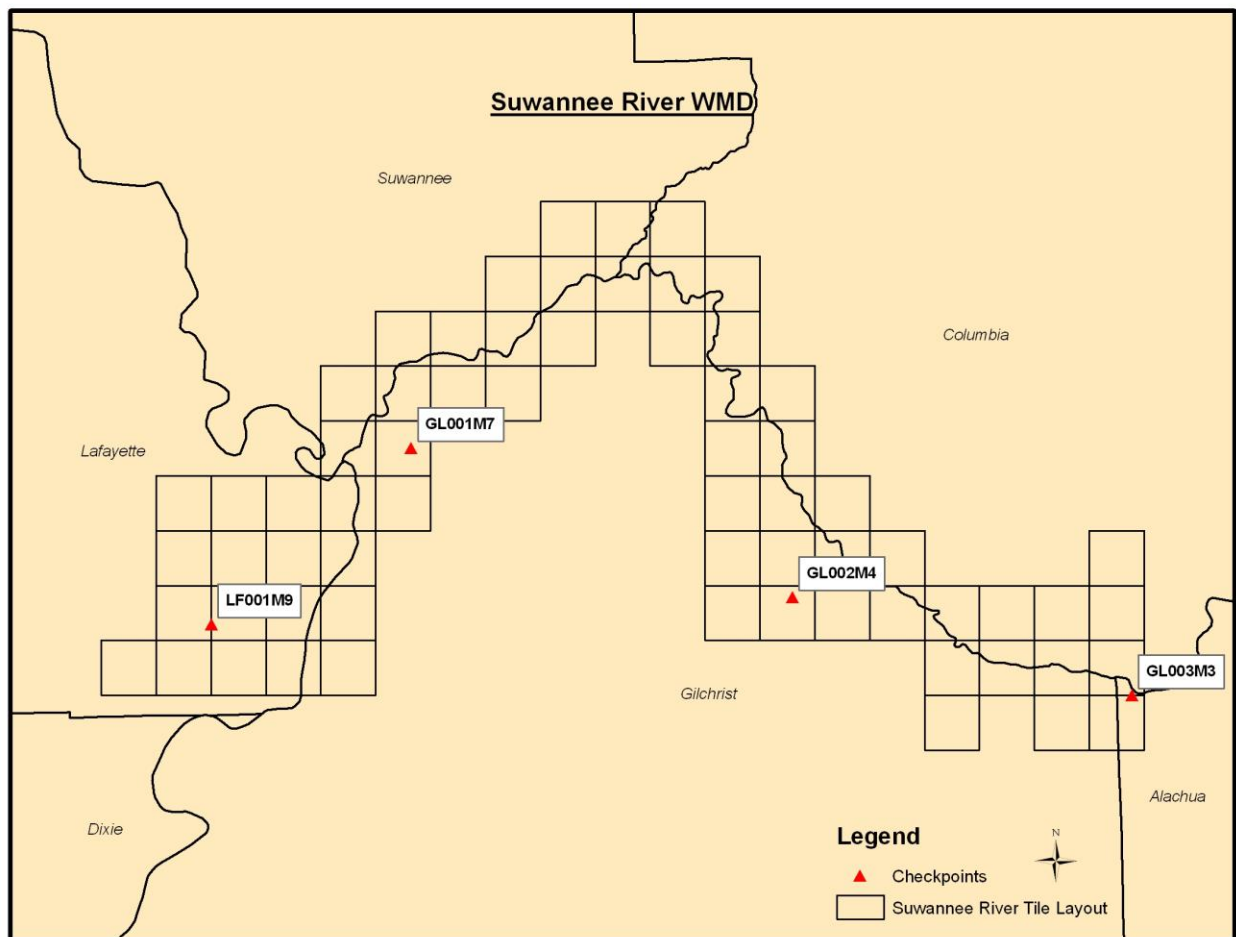 Suwannee River WMD
Suwannee
Columbia
GL001M7
Lafayette
GL002M4
LF001M9
GL003M3
Gilchrist
Alachua
Dixie
Legend
N
Checkpoints
Suwannee River Tile Layout